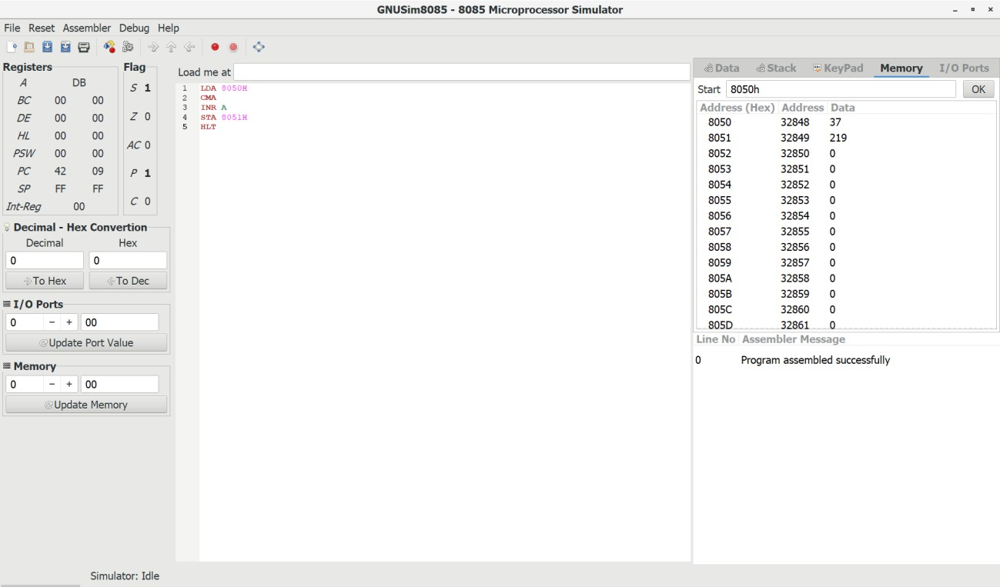 GNUSim8085 - 8085 Microprocessor Simulator
File Reset Assembler Debug Help
Registers
A DB
BC 00 00
DE 00 00
HL 00 00
PSW 00 00
PC 42 09
SP FF FF
Int-Reg 00
Flag
S 1
Z 0
AC 0
P 1
C 0
Decimal - Hex Convertion
Decimal Hex
0 0
To Hex To Dec
I/O Ports
0 − + 00
Update Port Value
Memory
0 − + 00
Update Memory
Load me at
1 LDA 8050H
2 CMA
3 INR A
4 STA 8051H
5 HLT
Data Stack KeyPad Memory I/O Ports
Start 8050h OK
Address (Hex) Address Data
8050 32848 37
8051 32849 219
8052 32850 0
8053 32851 0
8054 32852 0
8055 32853 0
8056 32854 0
8057 32855 0
8058 32856 0
8059 32857 0
805A 32858 0
805B 32859 0
805C 32860 0
805D 32861 0
Line No Assembler Message
0 Program assembled successfully
Simulator: Idle